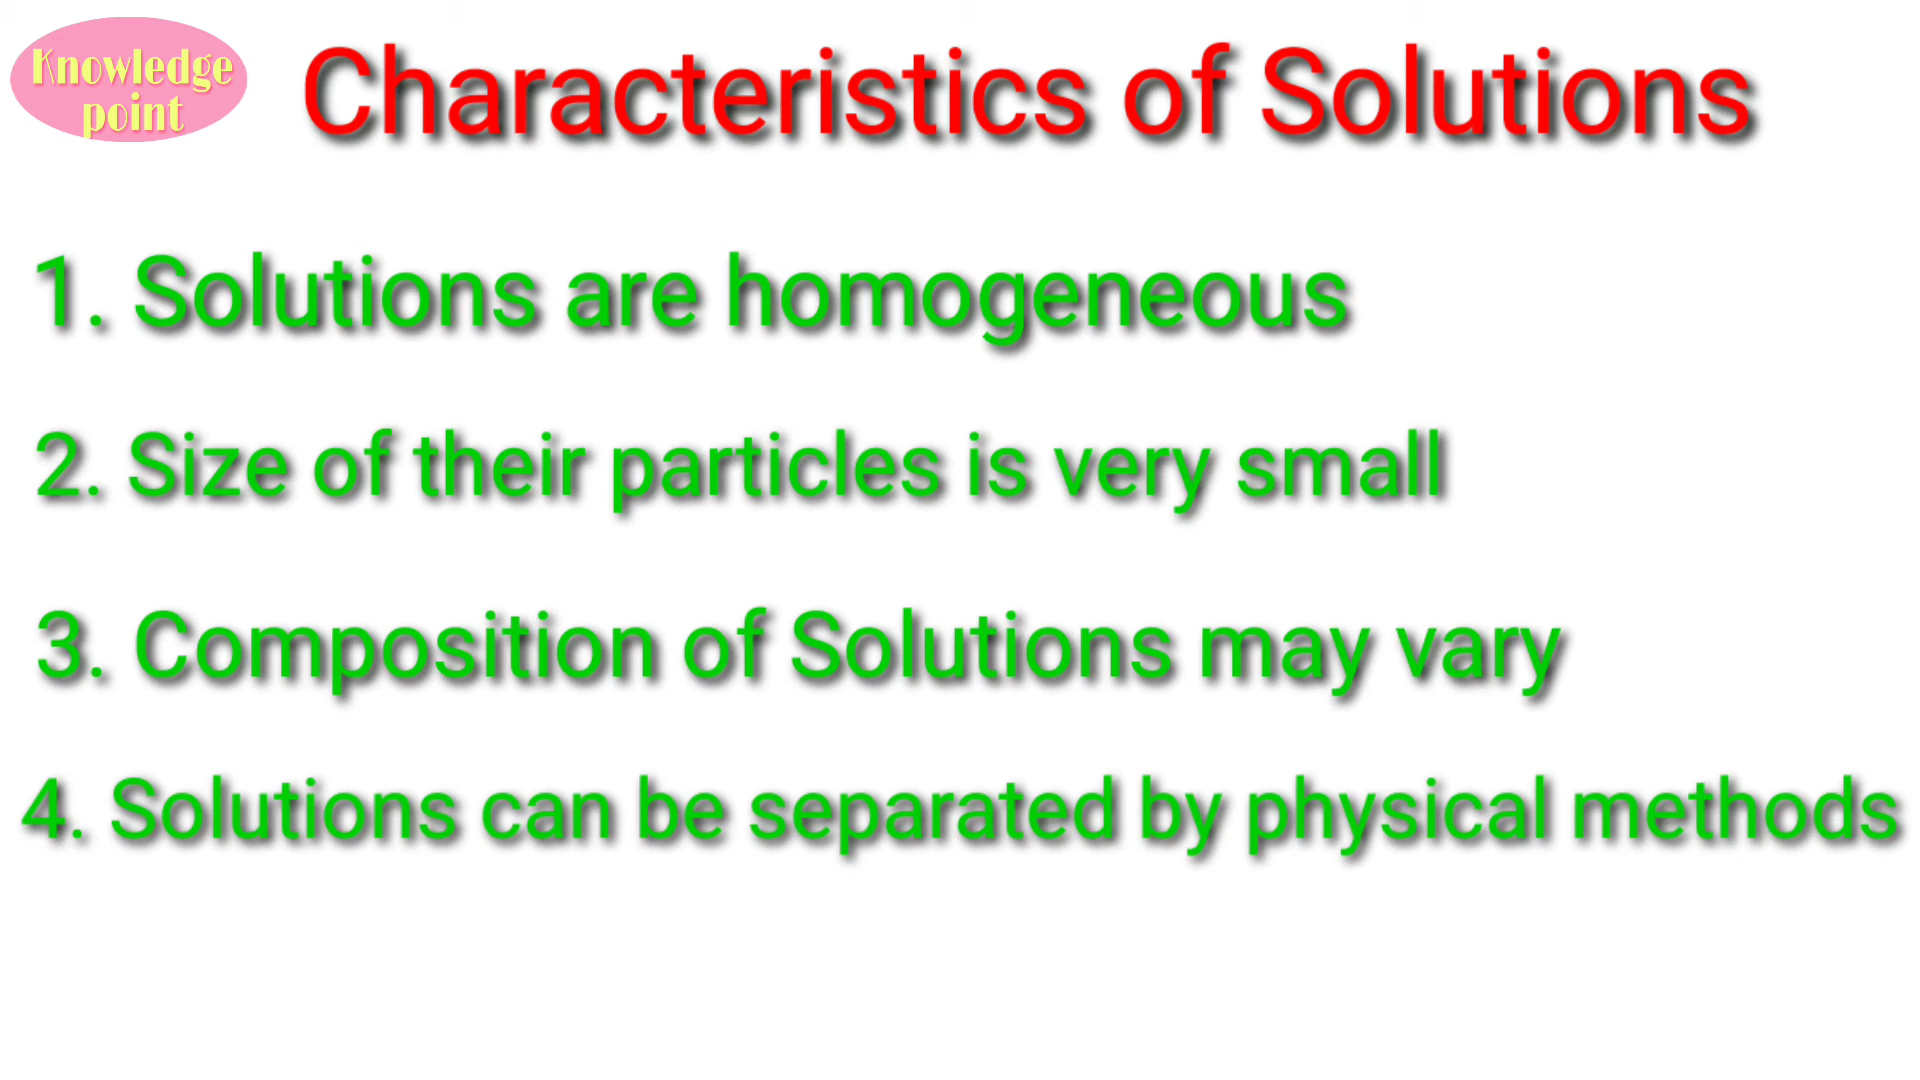 Knowledge
point
Characteristics of Solutions
1. Solutions are homogeneous
2. Size of their particles is very small
3. Composition of Solutions may vary
4. Solutions can be separated by physical methods